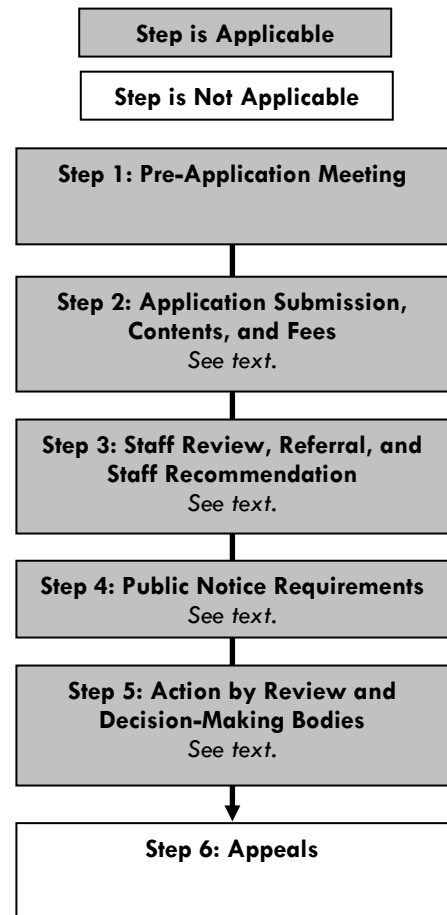 Step is Applicable
Step is Not Applicable
Step 1: Pre-Application Meeting
Step 2: Application Submission,
Contents, and Fees
See text.
Step 3: Staff Review, Referral, and
Staff Recommendation
See text.
Step 4: Public Notice Requirements
See text.
Step 5: Action by Review and
Decision-Making Bodies
See text.
Step 6: Appeals